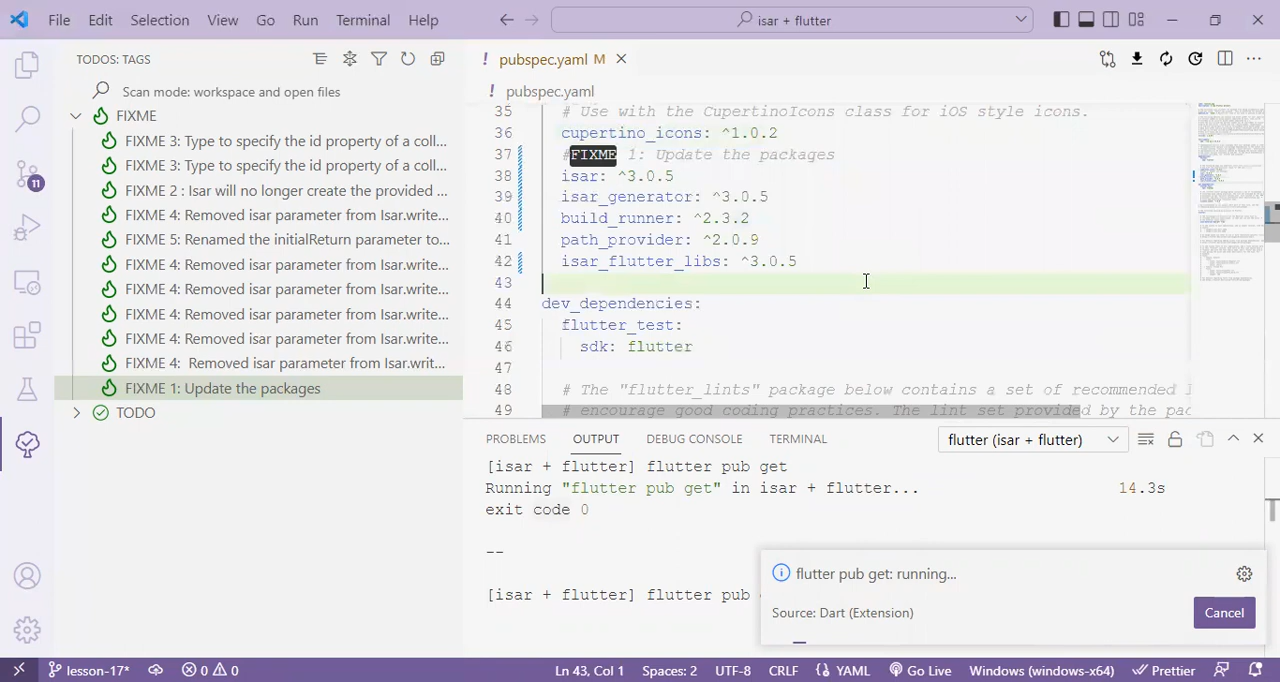 File Edit Selection View Go Run Terminal Help
isar + flutter
TODOS: TAGS
Scan mode: workspace and open files
FIXME
FIXME 3: Type to specify the id property of a coll...
FIXME 3: Type to specify the id property of a coll...
FIXME 2 : Isar will no longer create the provided ...
FIXME 4: Removed isar parameter from Isar.write...
FIXME 5: Renamed the initialReturn parameter to...
FIXME 4: Removed isar parameter from Isar.write...
FIXME 4: Removed isar parameter from Isar.write...
FIXME 4: Removed isar parameter from Isar.write...
FIXME 4: Removed isar parameter from Isar.write...
FIXME 4:  Removed isar parameter from Isar.writ...
FIXME 1: Update the packages
TODO
11
! pubspec.yaml M
! pubspec.yaml
35 # Use with the CupertinoIcons class for iOS style icons.
36 cupertino_icons: ^1.0.2
37 #FIXME 1: Update the packages
38 isar: ^3.0.5
39 isar_generator: ^3.0.5
40 build_runner: ^2.3.2
41 path_provider: ^2.0.9
42 isar_flutter_libs: ^3.0.5
43
44 dev_dependencies:
45 flutter_test:
46 sdk: flutter
47
48 # The "flutter_lints" package below contains a set of recommended
49 # encourage good coding practices. The lint set provided by the pac
PROBLEMS OUTPUT DEBUG CONSOLE TERMINAL
flutter (isar + flutter)
[isar + flutter] flutter pub get
Running "flutter pub get" in isar + flutter... 14.3s
exit code 0
--
[isar + flutter] flutter pub
flutter pub get: running...
Source: Dart (Extension)
Cancel
lesson-17* 0 0 Ln 43, Col 1 Spaces: 2 UTF-8 CRLF YAML Go Live Windows (windows-x64) Prettier